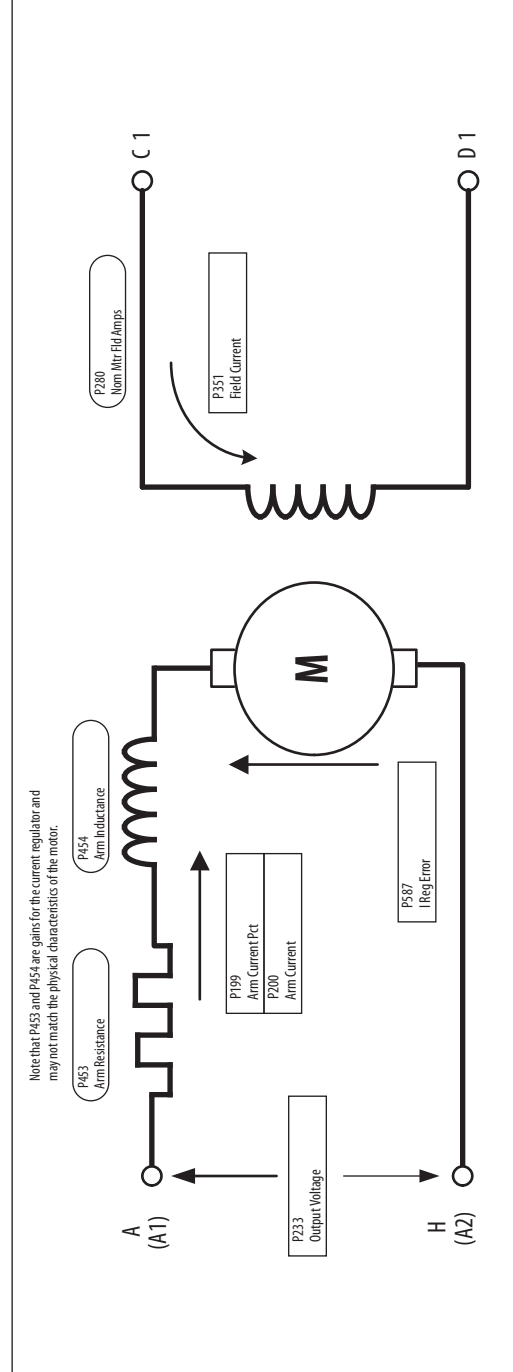 Note that P453 and P454 are gains for the current regulator and
may not match the physical characteristics of the motor.
P453
Arm Resistance
P454
Arm Inductance
P280
Nom Mtr Fld Amps
A
(A1)
C 1
P199
Arm Current Pct
P200
Arm Current
P351
Field Current
P233
Output Voltage
M
P587
I Reg Error
H
(A2)
D 1